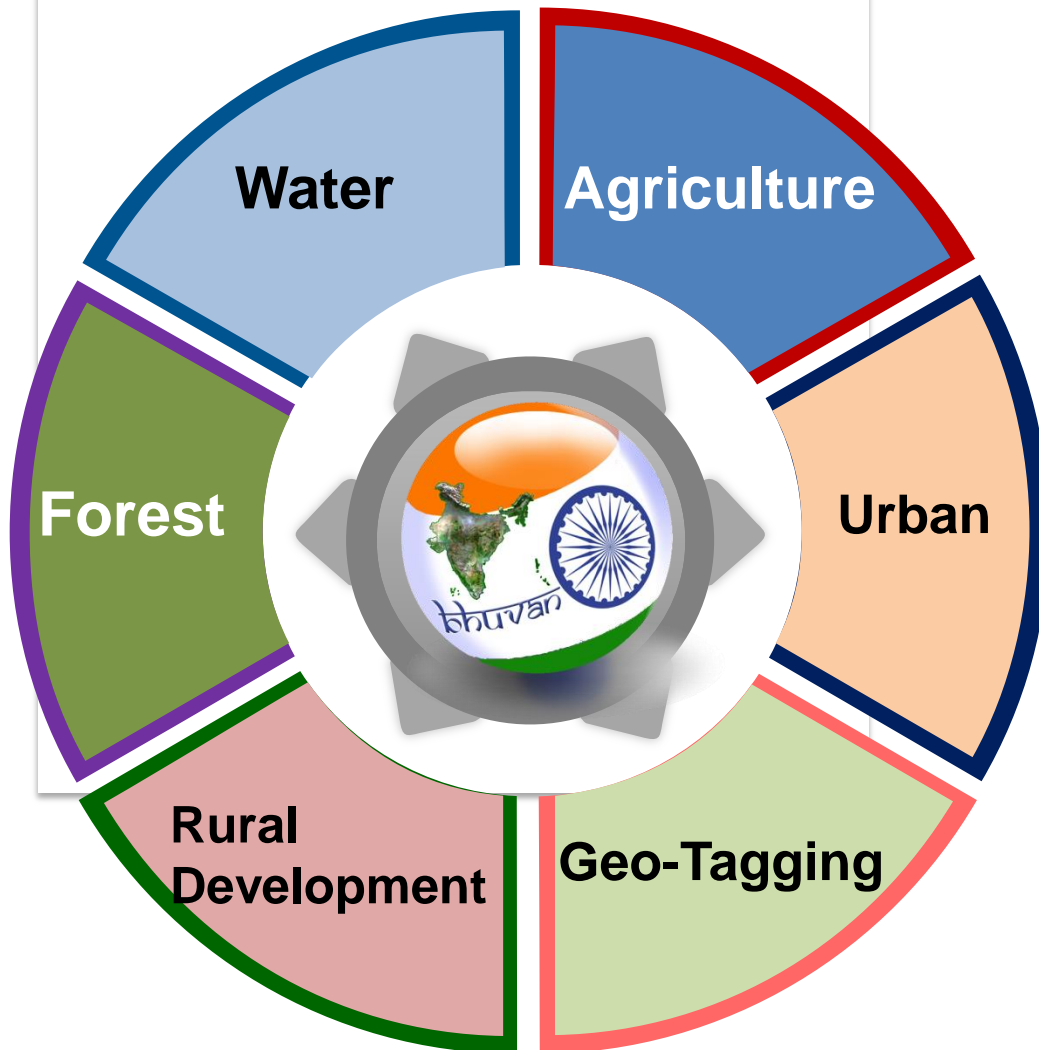 Water
Agriculture
Forest
bhuvan
Urban
Rural
Development
Geo-Tagging